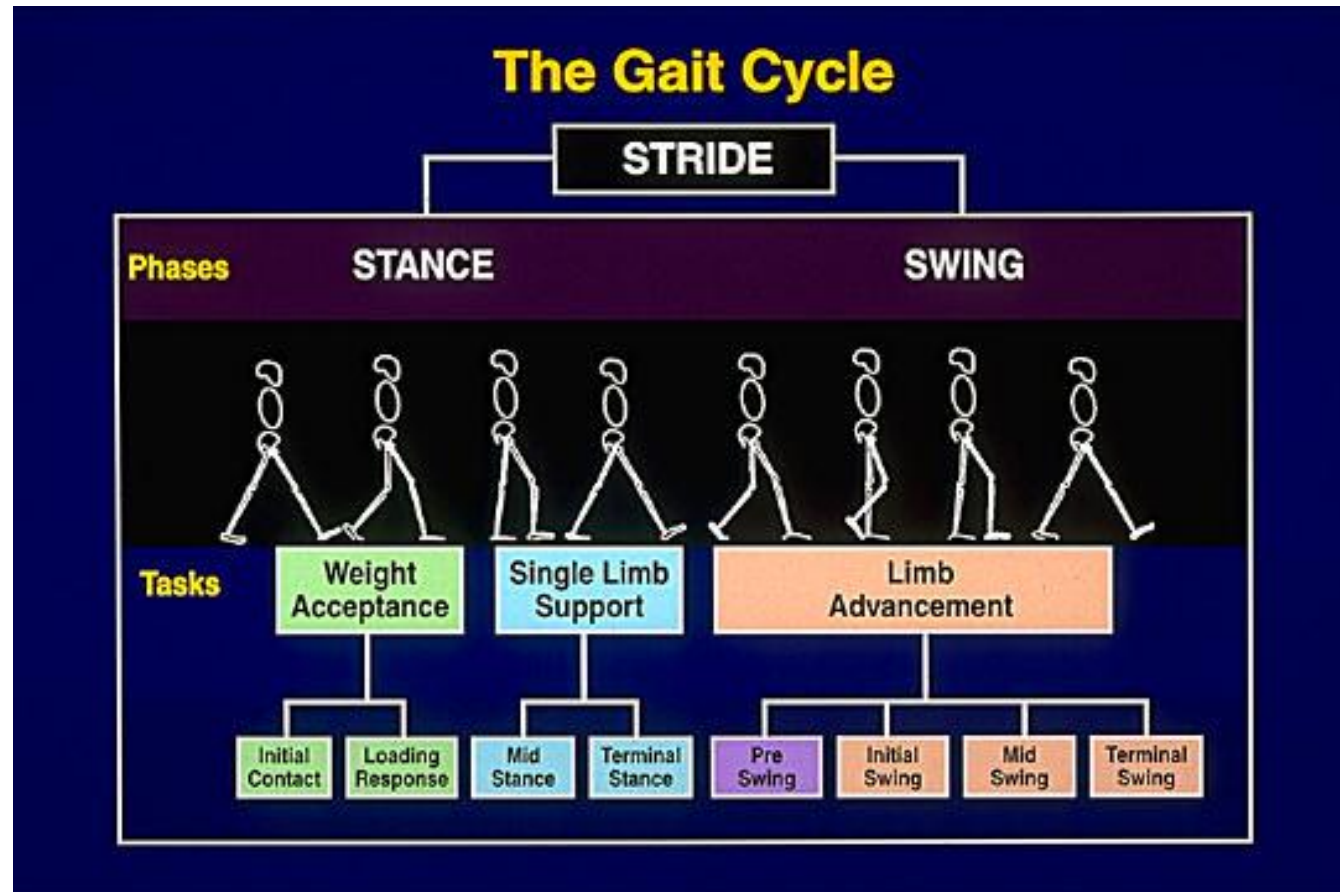 The Gait Cycle
STRIDE
Phases
STANCE
SWING
Tasks
Weight
Acceptance
Single Limb
Support
Limb
Advancement
Initial
Contact
Loading
Response
Mid
Stance
Terminal
Stance
Pre
Swing
Initial
Swing
Mid
Swing
Terminal
Swing